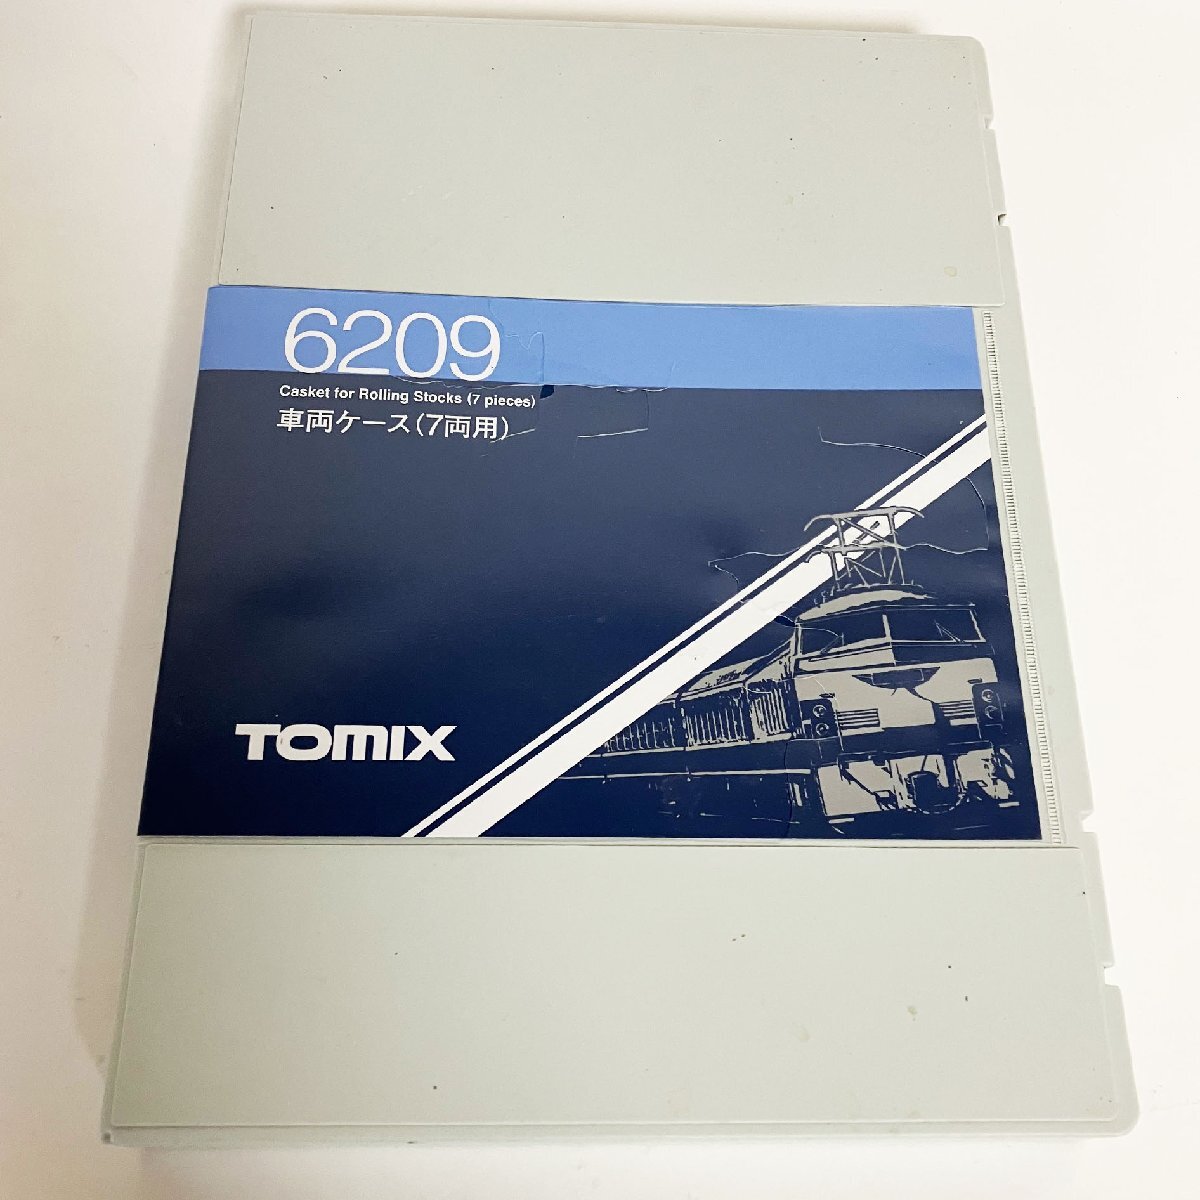 6209
Casket for Rolling Stocks (7 pieces)
車両ケース(7両用)
TOMIX